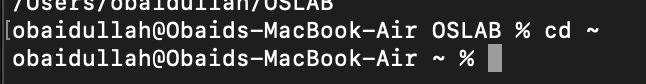 /Users/obaidullah/OSLAB
[obaidullah@Obaids-MacBook-Air OSLAB % cd ~
obaidullah@Obaids-MacBook-Air ~ %